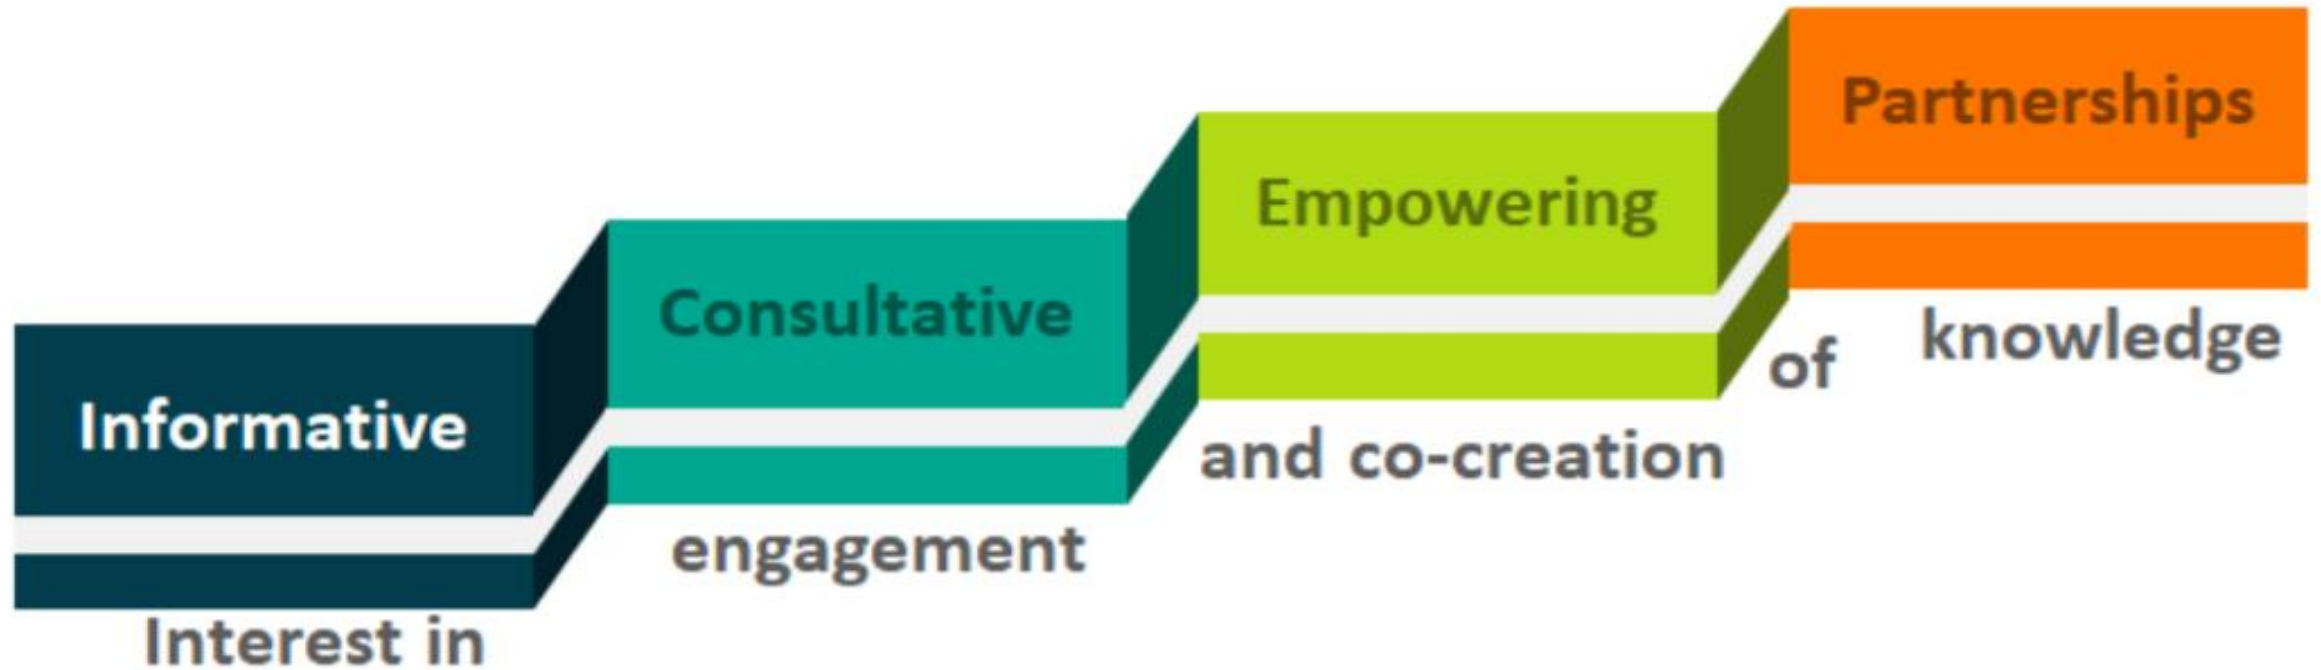 Informative
Consultative
Empowering
Partnerships
Interest in
engagement
and co-creation
of
knowledge